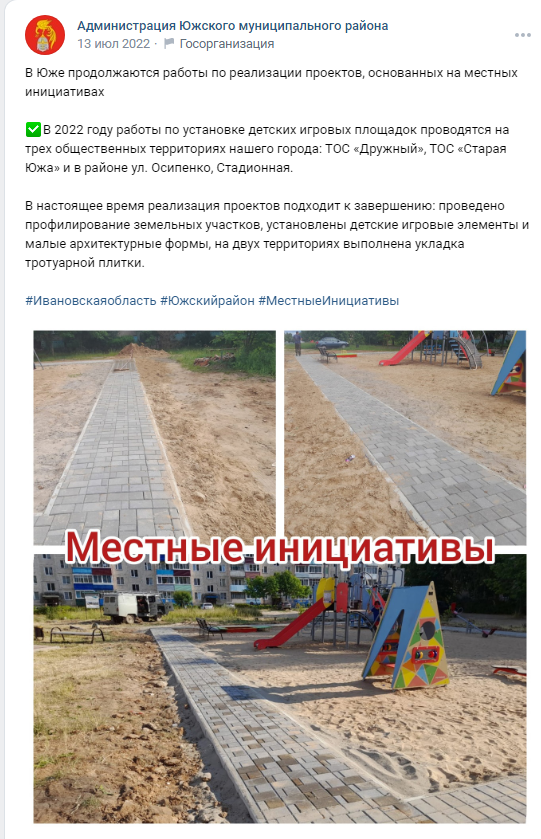 Администрация Южского муниципального района
13 июл 2022 · Госорганизация
В Юже продолжаются работы по реализации проектов, основанных на местных
инициативах
✅В 2022 году работы по установке детских игровых площадок проводятся на
трех общественных территориях нашего города: ТОС «Дружный», ТОС «Старая
Южа» и в районе ул. Осипенко, Стадионная.
В настоящее время реализация проектов подходит к завершению: проведено
профилирование земельных участков, установлены детские игровые элементы и
малые архитектурные формы, на двух территориях выполнена укладка
тротуарной плитки.
#Ивановскаяобласть #Южскийрайон #МестныеИнициативы
Местные инициативы